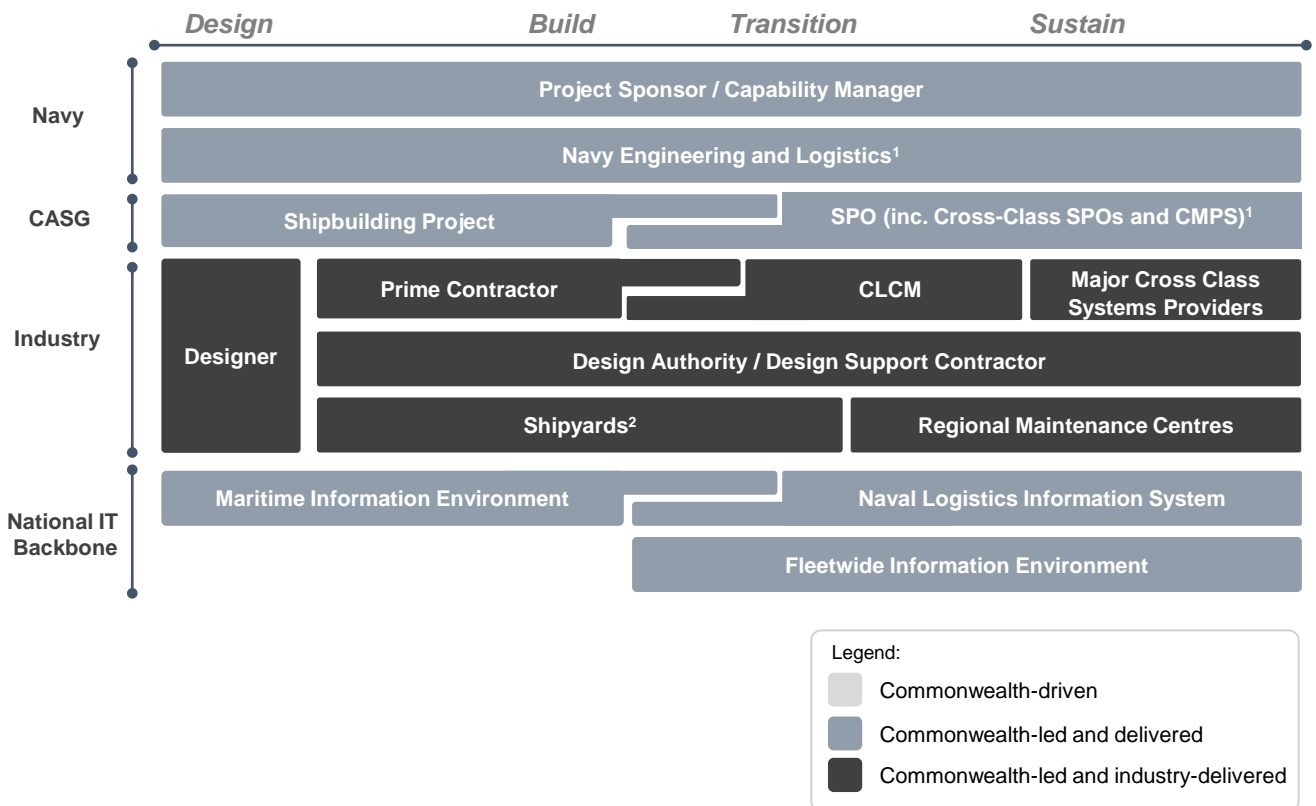 Design Build Transition Sustain
Navy
Project Sponsor / Capability Manager
Navy Engineering and Logistics¹
CASG
Shipbuilding Project
SPO (inc. Cross-Class SPOs and CMPS)¹
Industry
Designer
Prime Contractor
CLCM
Major Cross Class
Systems Providers
Design Authority / Design Support Contractor
Shipyards²
Regional Maintenance Centres
National IT
Backbone
Maritime Information Environment
Naval Logistics Information System
Fleetwide Information Environment
Legend:
Commonwealth-driven
Commonwealth-led and delivered
Commonwealth-led and industry-delivered